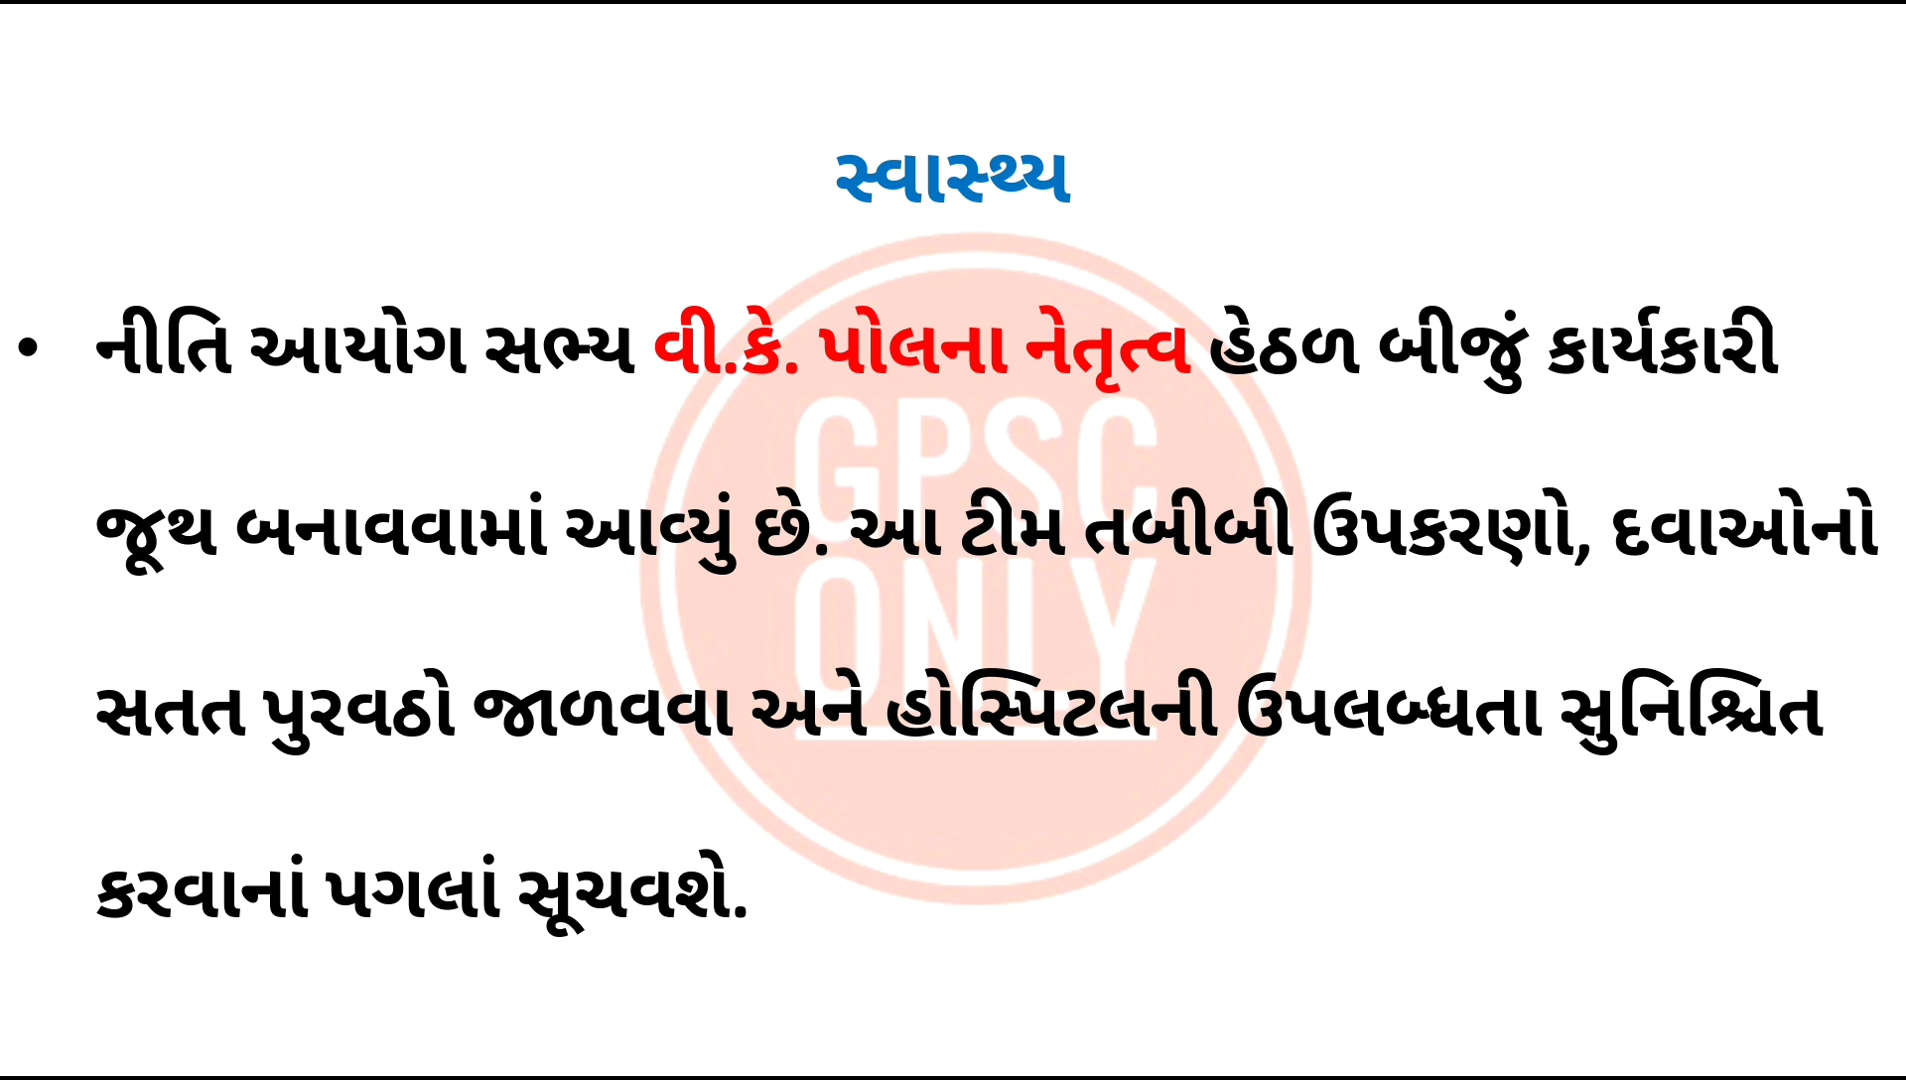 સ્વાસ્થ્ય
• નીતિ આયોગ સભ્ય વી.કે. પોલના નેતૃત્વ હેઠળ બીજું કાર્યકારી
GPSC
જૂથ બનાવવામાં આવ્યું છે. આ ટીમ તબીબી ઉપકરણો, દવાઓનો
ONLY
સતત પુરવઠો જાળવવા અને હોસ્પિટલની ઉપલબ્ધતા સુનિશ્ચિત
કરવાનાં પગલાં સૂચવશે.